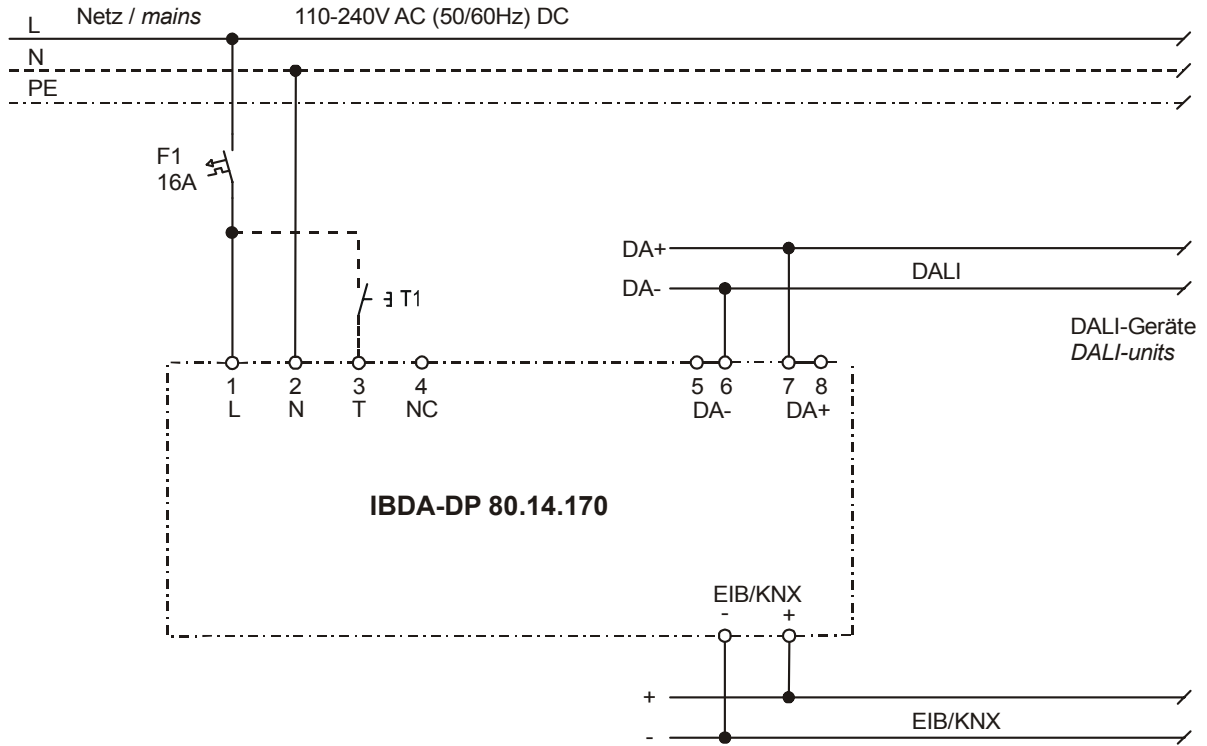 L Netz / mains 110-240V AC (50/60Hz) DC
N
PE
F1
16A
DA+
DALI
DA-
T1
DALI-Geräte
DALI-units
1 2 3 4 5 6 7 8
L N T NC DA- DA+
IBDA-DP 80.14.170
EIB/KNX
- +
+
EIB/KNX
-